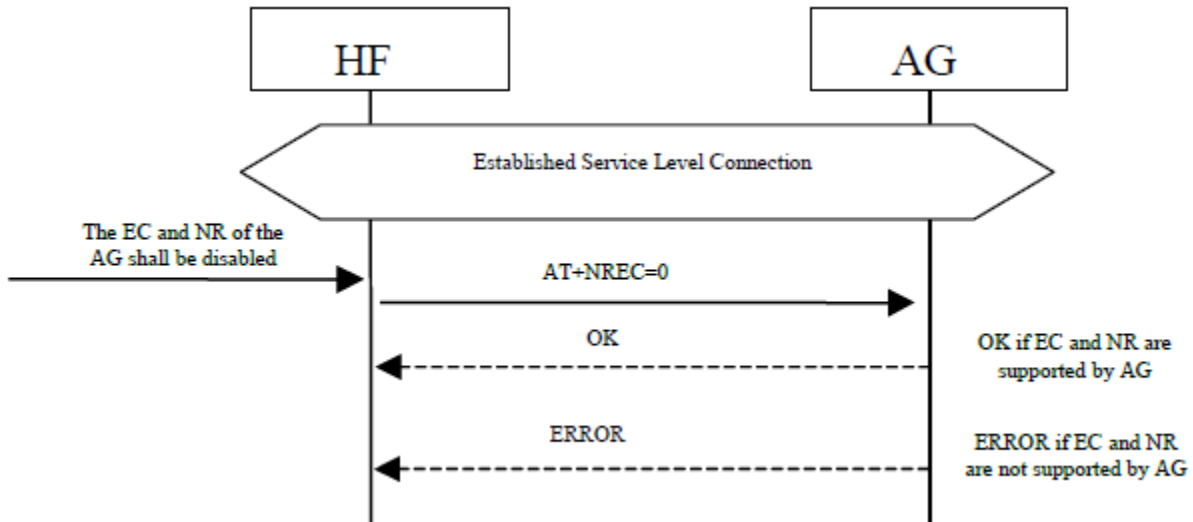 HF
AG
Established Service Level Connection
The EC and NR of the
AG shall be disabled
AT+NREC=0
OK
OK if EC and NR are
supported by AG
ERROR
ERROR if EC and NR
are not supported by AG